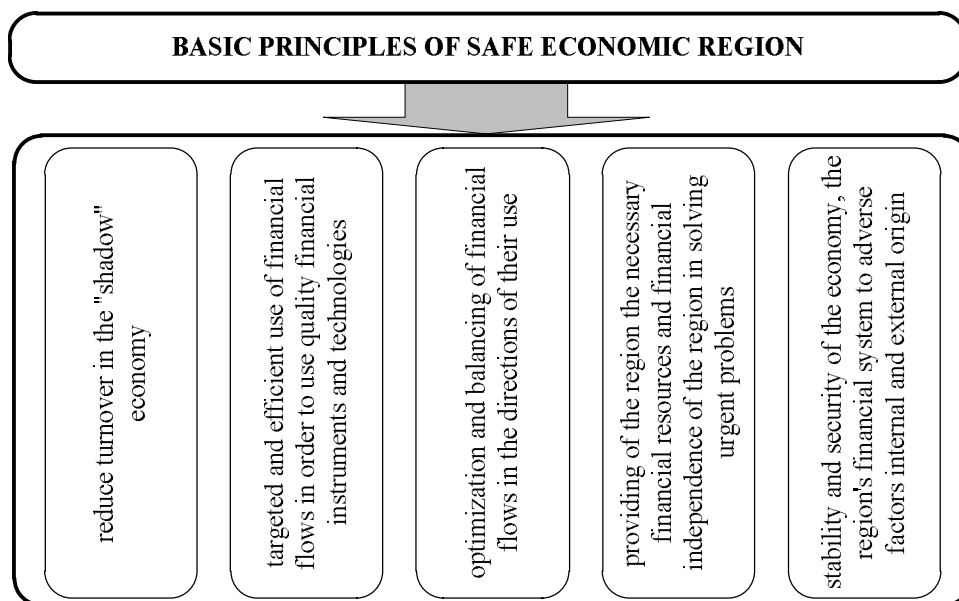 BASIC PRINCIPLES OF SAFE ECONOMIC REGION
reduce turnover in the "shadow"
economy
targeted and efficient use of financial
flows in order to use quality financial
instruments and technologies
optimization and balancing of financial
flows in the directions of their use
providing of the region the necessary
financial resources and financial
independence of the region in solving
urgent problems
stability and security of the economy, the
region's financial system to adverse
factors internal and external origin